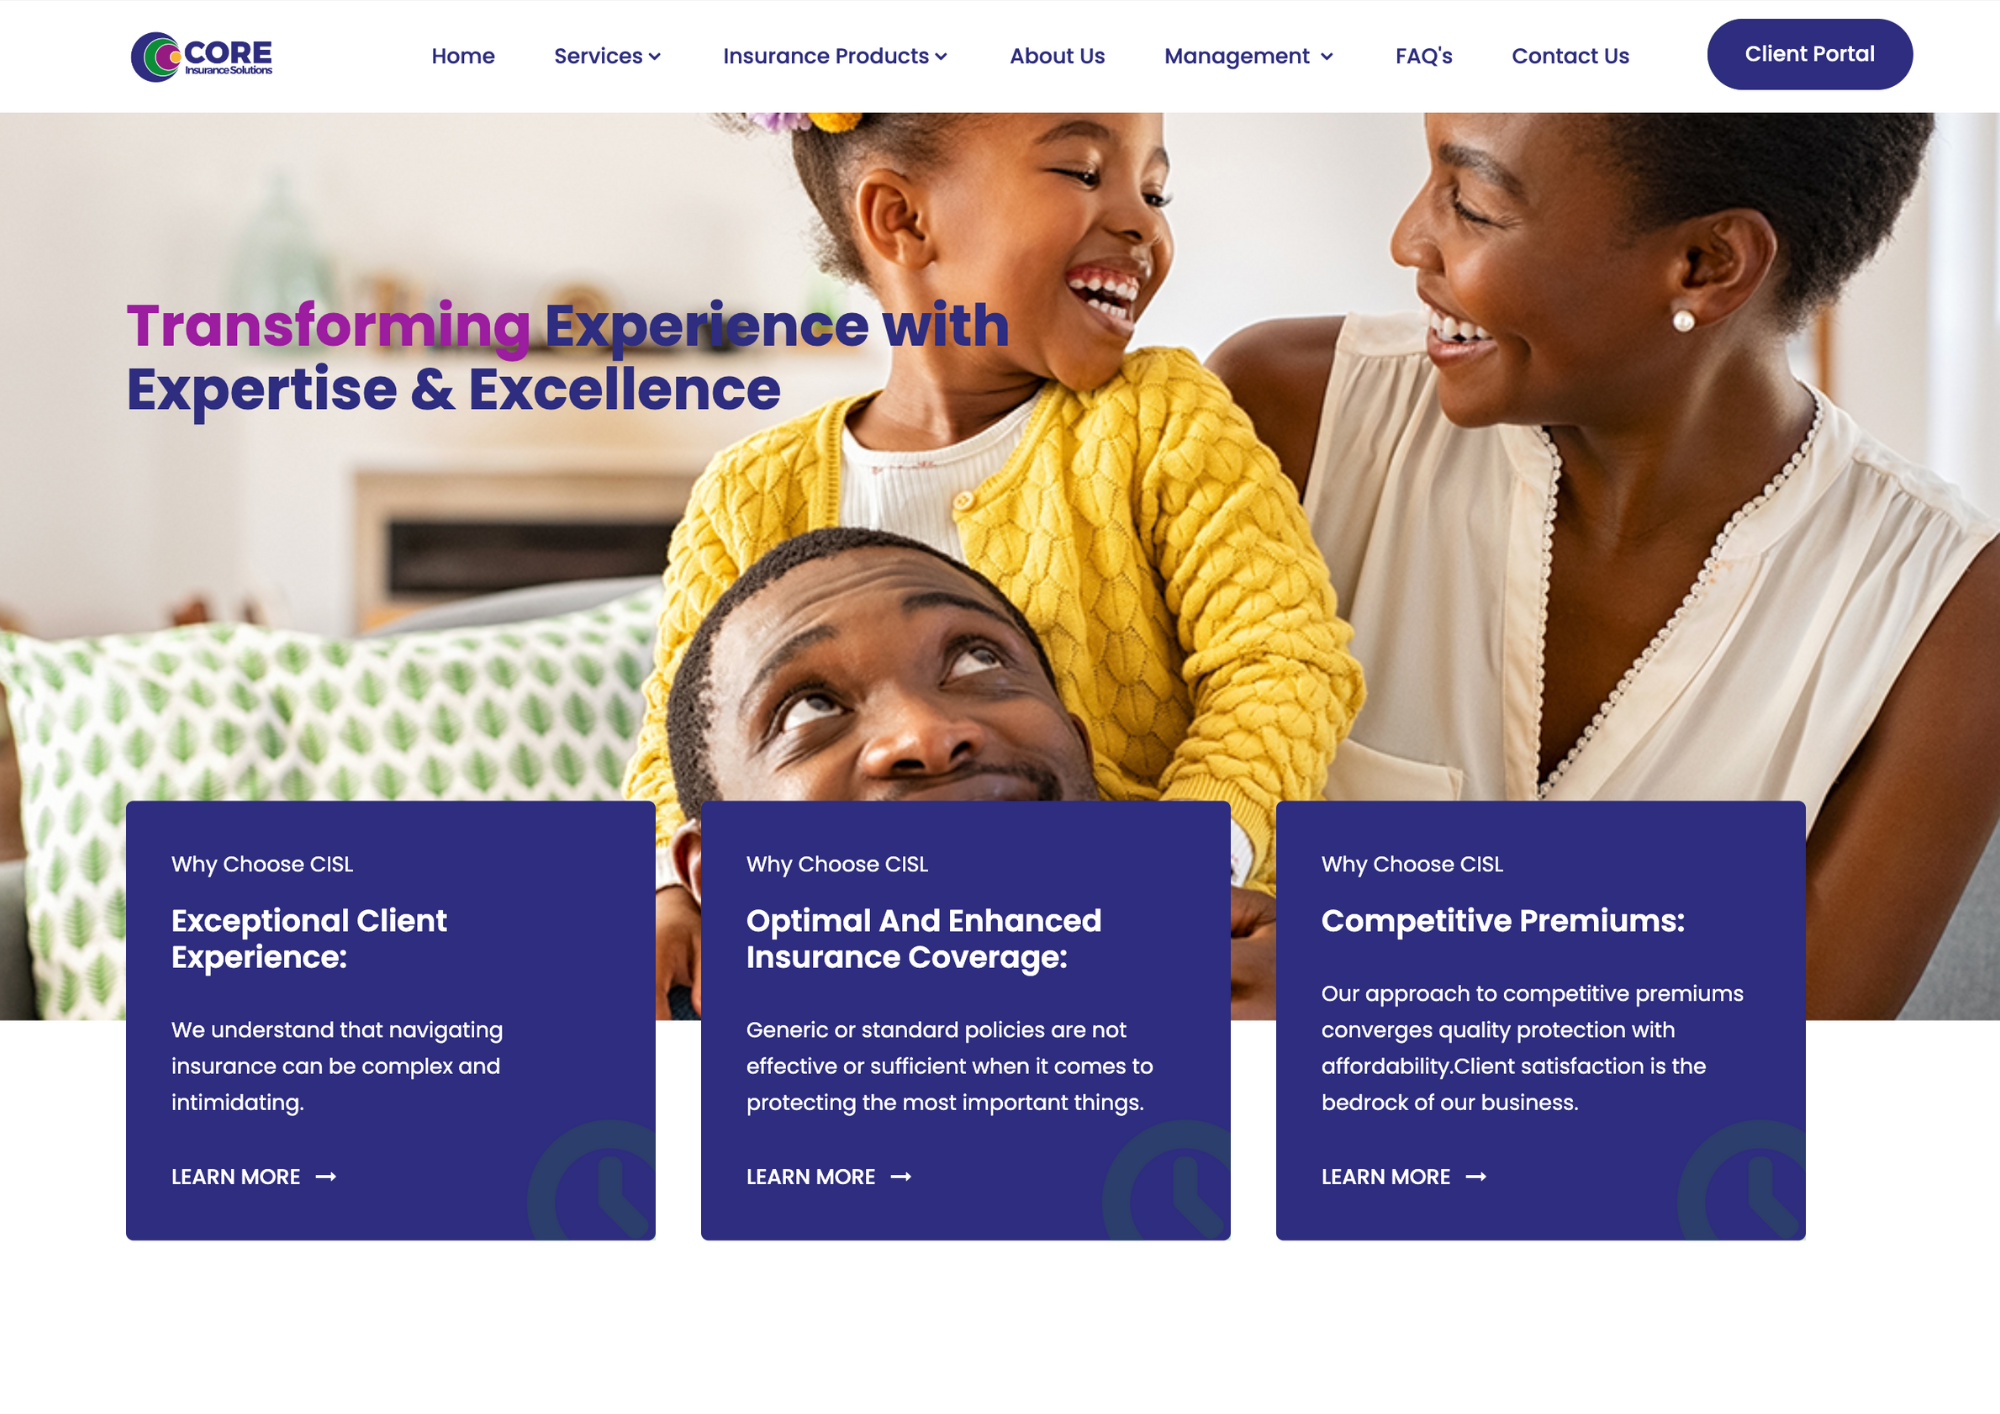 CORE
Insurance Solutions
Home
Services
Insurance Products
About Us
Management
FAQ's
Contact Us
Client Portal
Transforming Experience with
Expertise & Excellence
Why Choose CISL
Exceptional Client
Experience:
We understand that navigating
insurance can be complex and
intimidating.
LEARN MORE
Why Choose CISL
Optimal And Enhanced
Insurance Coverage:
Generic or standard policies are not
effective or sufficient when it comes to
protecting the most important things.
LEARN MORE
Why Choose CISL
Competitive Premiums:
Our approach to competitive premiums
converges quality protection with
affordability.Client satisfaction is the
bedrock of our business.
LEARN MORE